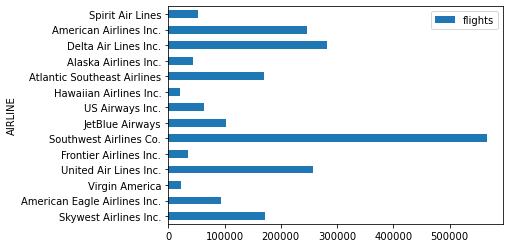 Spirit Air Lines
American Airlines Inc.
Delta Air Lines Inc.
Alaska Airlines Inc.
Atlantic Southeast Airlines
Hawaiian Airlines Inc.
US Airways Inc.
JetBlue Airways
Southwest Airlines Co.
Frontier Airlines Inc.
United Air Lines Inc.
Virgin America
American Eagle Airlines Inc.
Skywest Airlines Inc.
AIRLINE
flights
0 100000 200000 300000 400000 500000